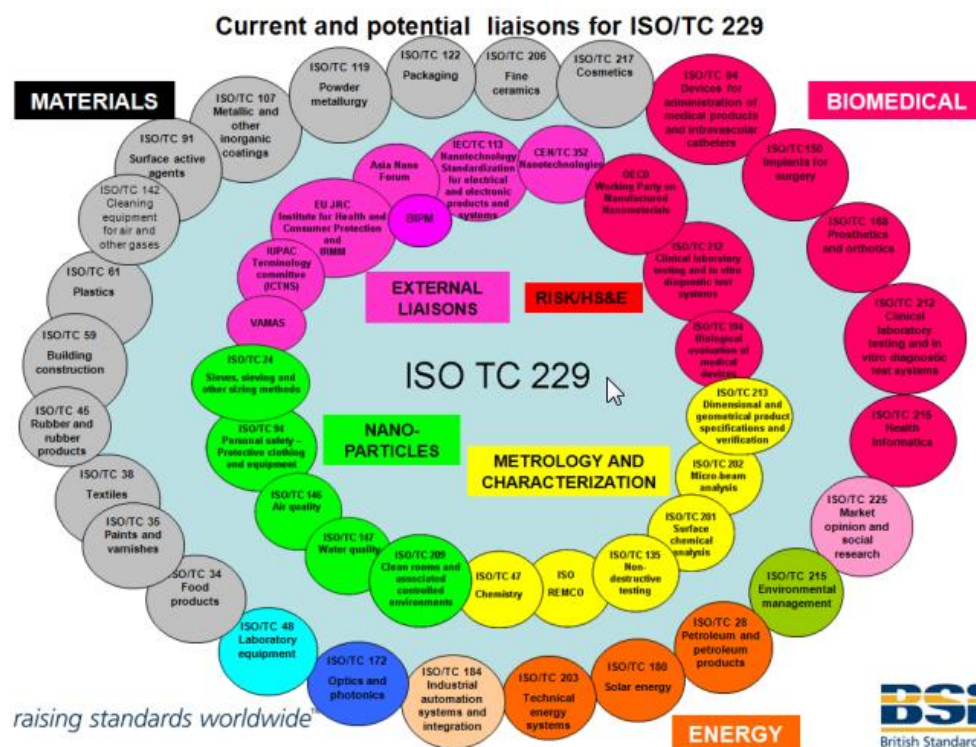 Current and potential liaisons for ISO/TC 229
MATERIALS
BIOMEDICAL
ISO/TC 119
Powder
metallurgy
ISO/TC 122
Packaging
ISO/TC 206
Fine
ceramics
ISO/TC 217
Cosmetics
ISO/TC 84
Devices for
administration of
medical products
and intravascular
catheters
ISO/TC150
Implants for
surgery
ISO/TC 168
Prosthetics
and orthotics
ISO/TC 212
Clinical
laboratory
testing and in
vitro diagnostic
test systems
ISO/TC 215
Health
Informatics
ISO/TC 225
Market
opinion and
social
research
ISO/TC 215
Environmental
management
ISO/TC 28
Petroleum and
petroleum
products
ISO/TC 180
Solar energy
ISO/TC 203
Technical
energy
systems
ISO/TC 184
Industrial
automation
systems and
integration
ISO/TC 172
Optics and
photonics
ISO/TC 48
Laboratory
equipment
ISO/TC 34
Food
products
ISO/TC 35
Paints and
varnishes
ISO/TC 38
Textiles
ISO/TC 45
Rubber and
rubber
products
ISO/TC 59
Building
construction
ISO/TC 61
Plastics
ISO/TC 142
Cleaning
equipment
for air and
other gases
ISO/TC 91
Surface active
agents
ISO/TC 107
Metallic and
other
inorganic
coatings
Asia Nano
Forum
IEC/TC 113
Nanotechnology
Standardization
for electrical
and electronic
products and
systems
CEN/TC 352
Nanotechnologies
OECD
Working Party on
Manufactured
Nanomaterials
ISO/TC 212
Clinical laboratory
testing and in vitro
diagnostic test
systems
ISO/TC 194
Biological
evaluation of
medical
devices
ISO/TC 213
Dimensional and
geometrical product
specifications and
verification
ISO/TC 202
Micro-beam
analysis
ISO/TC 201
Surface
chemical
analysis
ISO/TC 135
Non-
destructive
testing
ISO
REMCO
ISO/TC 47
Chemistry
ISO/TC 209
Clean rooms and
associated
controlled
environments
ISO/TC 147
Water quality
ISO/TC 146
Air quality
ISO/TC 94
Personal safety –
Protective clothing
and equipment
ISO/TC 24
Sieves, sieving and
other sizing methods
VAMAS
IUPAC
Terminology
committee
(ICTNS)
EU JRC
Institute for Health and
Consumer Protection
and
IRMM
BIPM
EXTERNAL
LIAISONS
RISK/HS&E
ISO TC 229
NANO-
PARTICLES
METROLOGY AND
CHARACTERIZATION
ENERGY
raising standards worldwide™
BSI
British Standard